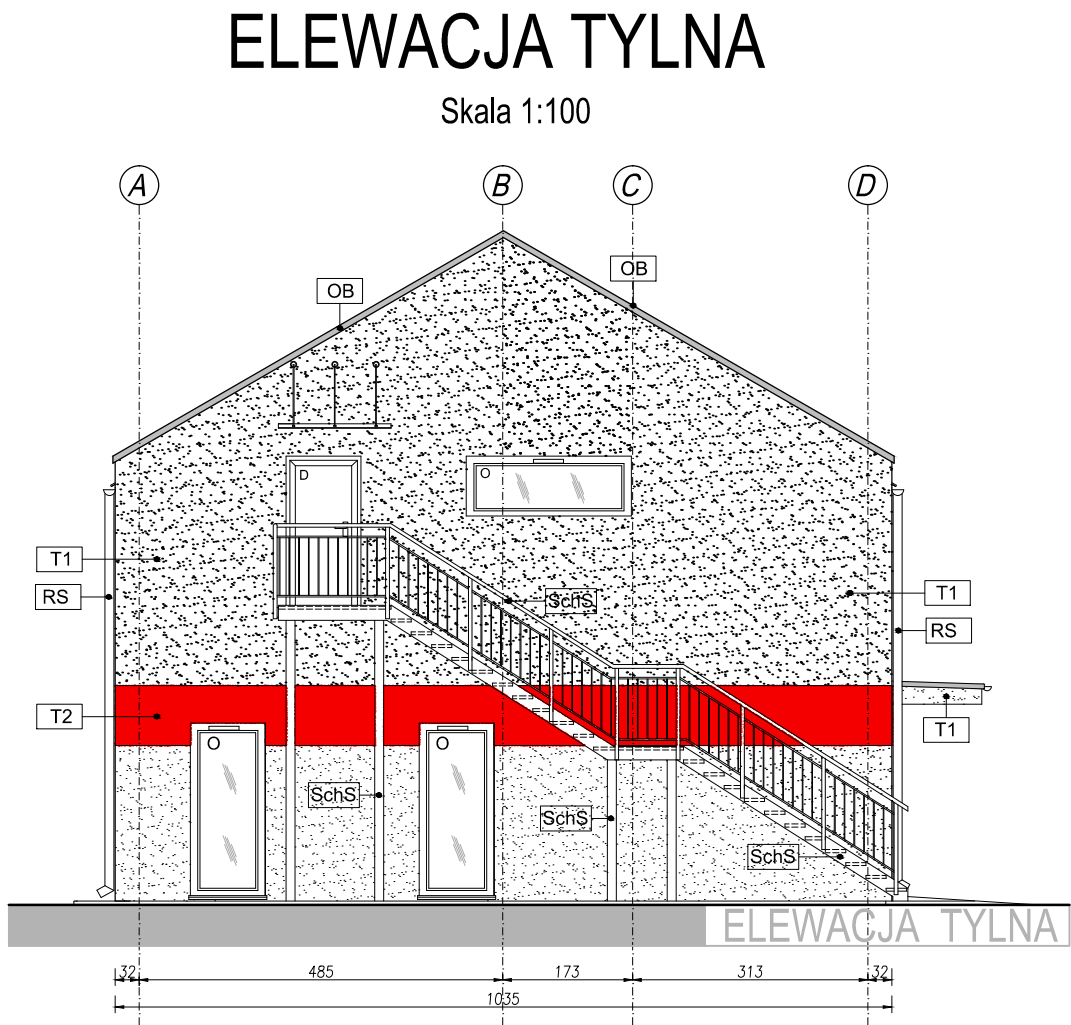 ELEWACJA TYLNA
Skala 1:100
A B C D
OB
OB
D
O
T1
SchS
T1
RS
RS
T2
T1
O O
SchS
SchS
SchS
ELEWACJA TYLNA
32 485 173 313 32
1035